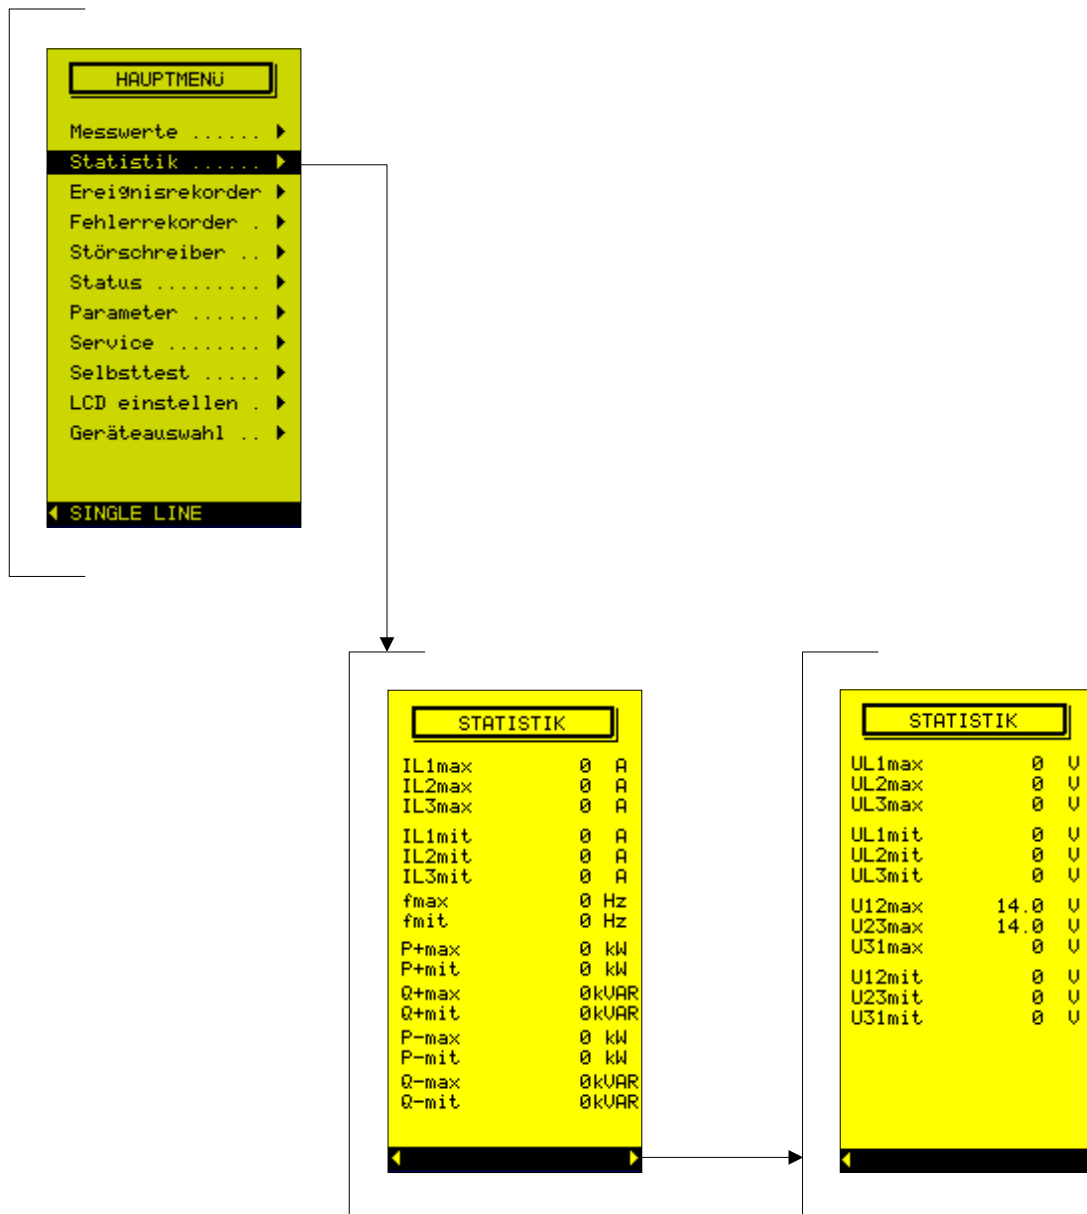 HAUPTMENÜ
Messwerte ......
Statistik ......
Ereignisrekorder
Fehlerrekorder .
Störschreiber ..
Status .........
Parameter ......
Service ........
Selbsttest .....
LCD einstellen .
Geräteauswahl ..
SINGLE LINE
STATISTIK
IL1max 0 A
IL2max 0 A
IL3max 0 A
IL1mit 0 A
IL2mit 0 A
IL3mit 0 A
fmax 0 Hz
fmit 0 Hz
P+max 0 kW
P+mit 0 kW
Q+max 0kVAR
Q+mit 0kVAR
P-max 0 kW
P-mit 0 kW
Q-max 0kVAR
Q-mit 0kVAR
STATISTIK
UL1max 0 V
UL2max 0 V
UL3max 0 V
UL1mit 0 V
UL2mit 0 V
UL3mit 0 V
U12max 14.0 V
U23max 14.0 V
U31max 0 V
U12mit 0 V
U23mit 0 V
U31mit 0 V